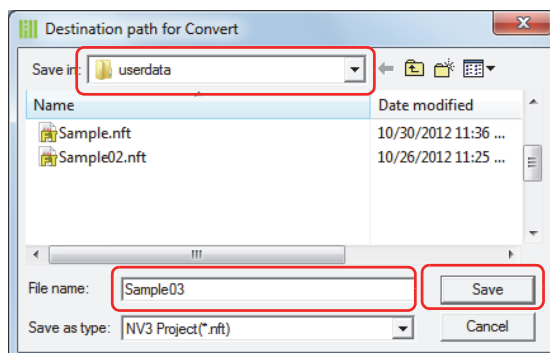 Destination path for Convert
Save in: userdata
Name Date modified
Sample.nft 10/30/2012 11:36 ...
Sample02.nft 10/26/2012 11:25 ...
File name: Sample03 Save
Save as type: NV3 Project(*.nft) Cancel